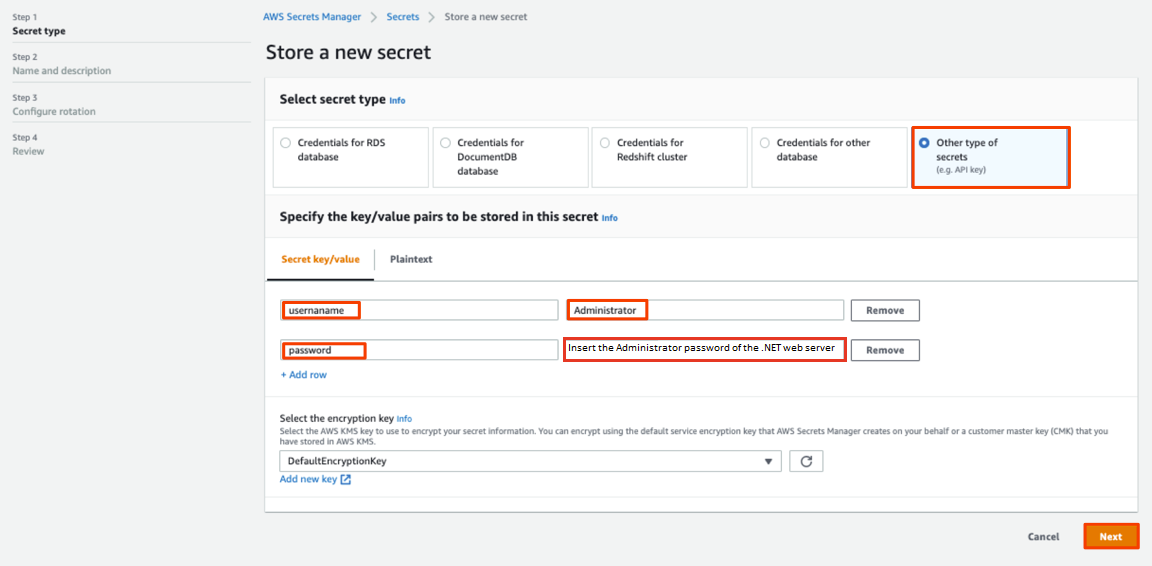 Step 1
Secret type
Step 2
Name and description
Step 3
Configure rotation
Step 4
Review
AWS Secrets Manager > Secrets > Store a new secret
Store a new secret
Select secret type Info
Credentials for RDS
database
Credentials for
DocumentDB
database
Credentials for
Redshift cluster
Credentials for other
database
Other type of
secrets
(e.g. API key)
Specify the key/value pairs to be stored in this secret Info
Secret key/value Plaintext
usernaname Administrator Remove
password Insert the Administrator password of the .NET web server Remove
+ Add row
Select the encryption key Info
Select the AWS KMS key to use to encrypt your secret information. You can encrypt using the default service encryption key that AWS Secrets Manager creates on your behalf or a customer master key (CMK) that you
have stored in AWS KMS.
DefaultEncryptionKey
Add new key
Cancel Next